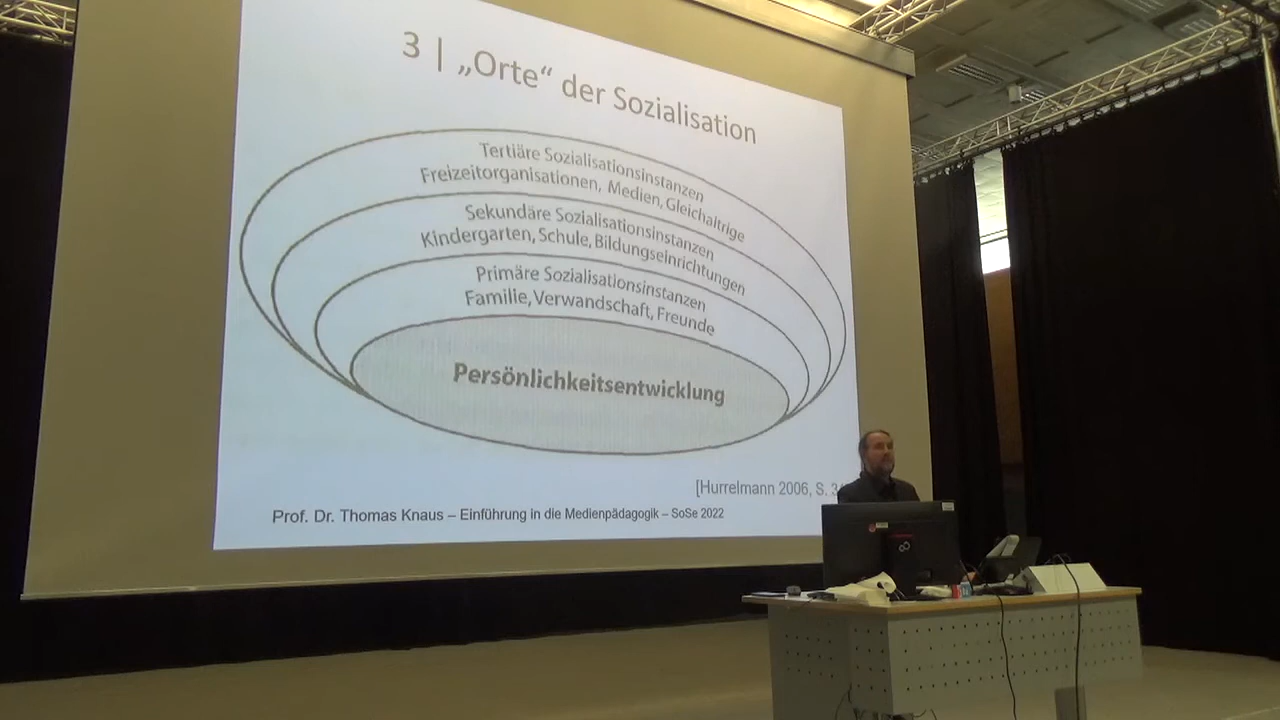 3 | „Orte“ der Sozialisation
Tertiäre Sozialisationsinstanzen
Freizeitorganisationen, Medien, Gleichaltrige
Sekundäre Sozialisationsinstanzen
Kindergarten, Schule, Bildungseinrichtungen
Primäre Sozialisationsinstanzen
Familie, Verwandschaft, Freunde
Persönlichkeitsentwicklung
[Hurrelmann 2006, S.
Prof. Dr. Thomas Knaus – Einführung in die Medienpädagogik – SoSe 2022